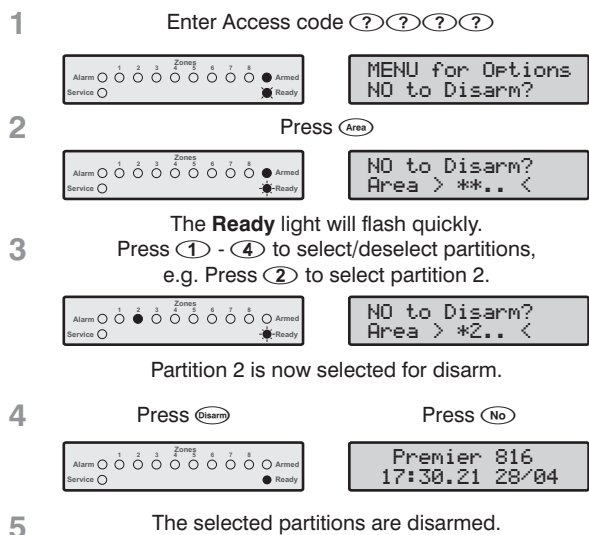 1 Enter Access code ? ? ? ?
Zones
1 2 3 4 5 6 7 8
Alarm Armed
Service Ready
MENU for Options
NO to Disarm?
2 Press Area
Zones
1 2 3 4 5 6 7 8
Alarm Armed
Service Ready
NO to Disarm?
Area > **.. <
The Ready light will flash quickly.
3 Press 1 - 4 to select/deselect partitions,
e.g. Press 2 to select partition 2.
Zones
1 2 3 4 5 6 7 8
Alarm Armed
Service Ready
NO to Disarm?
Area > *2.. <
Partition 2 is now selected for disarm.
4 Press Disarm Press No
Zones
1 2 3 4 5 6 7 8
Alarm Armed
Service Ready
Premier 816
17:30.21 28/04
5 The selected partitions are disarmed.